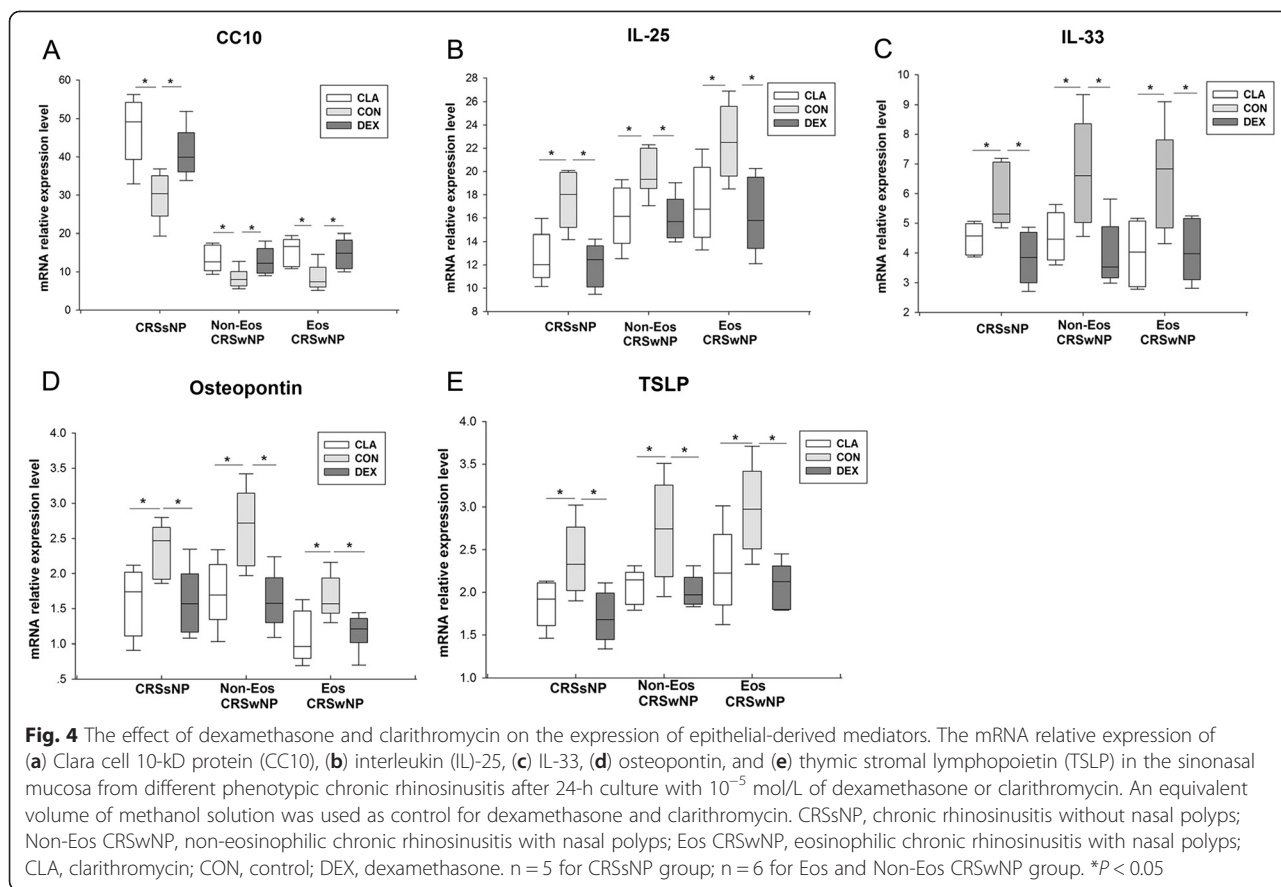 A
CC10
mRNA relative expression level
60
50
40
30
20
10
0
* *
* *
* *
CLA
CON
DEX
CRSsNP
Non-Eos
CRSwNP
Eos
CRSwNP
B
IL-25
mRNA relative expression level
28
26
24
22
20
18
16
14
12
10
8
* *
* *
* *
CLA
CON
DEX
CRSsNP
Non-Eos
CRSwNP
Eos
CRSwNP
C
IL-33
mRNA relative expression level
10
9
8
7
6
5
4
3
2
* *
* *
* *
CLA
CON
DEX
CRSsNP
Non-Eos
CRSwNP
Eos
CRSwNP
D
Osteopontin
mRNA relative expression level
4.0
3.5
3.0
2.5
2.0
1.5
1.0
.5
* *
* *
* *
CLA
CON
DEX
CRSsNP
Non-Eos
CRSwNP
Eos
CRSwNP
E
TSLP
mRNA relative expression level
4.0
3.5
3.0
2.5
2.0
1.5
1.0
* *
* *
* *
CLA
CON
DEX
CRSsNP
Non-Eos
CRSwNP
Eos
CRSwNP
Fig. 4 The effect of dexamethasone and clarithromycin on the expression of epithelial-derived mediators. The mRNA relative expression of
(a) Clara cell 10-kD protein (CC10), (b) interleukin (IL)-25, (c) IL-33, (d) osteopontin, and (e) thymic stromal lymphopoietin (TSLP) in the sinonasal
mucosa from different phenotypic chronic rhinosinusitis after 24-h culture with 10⁻⁵ mol/L of dexamethasone or clarithromycin. An equivalent
volume of methanol solution was used as control for dexamethasone and clarithromycin. CRSsNP, chronic rhinosinusitis without nasal polyps;
Non-Eos CRSwNP, non-eosinophilic chronic rhinosinusitis with nasal polyps; Eos CRSwNP, eosinophilic chronic rhinosinusitis with nasal polyps;
CLA, clarithromycin; CON, control; DEX, dexamethasone. n = 5 for CRSsNP group; n = 6 for Eos and Non-Eos CRSwNP group. *P < 0.05